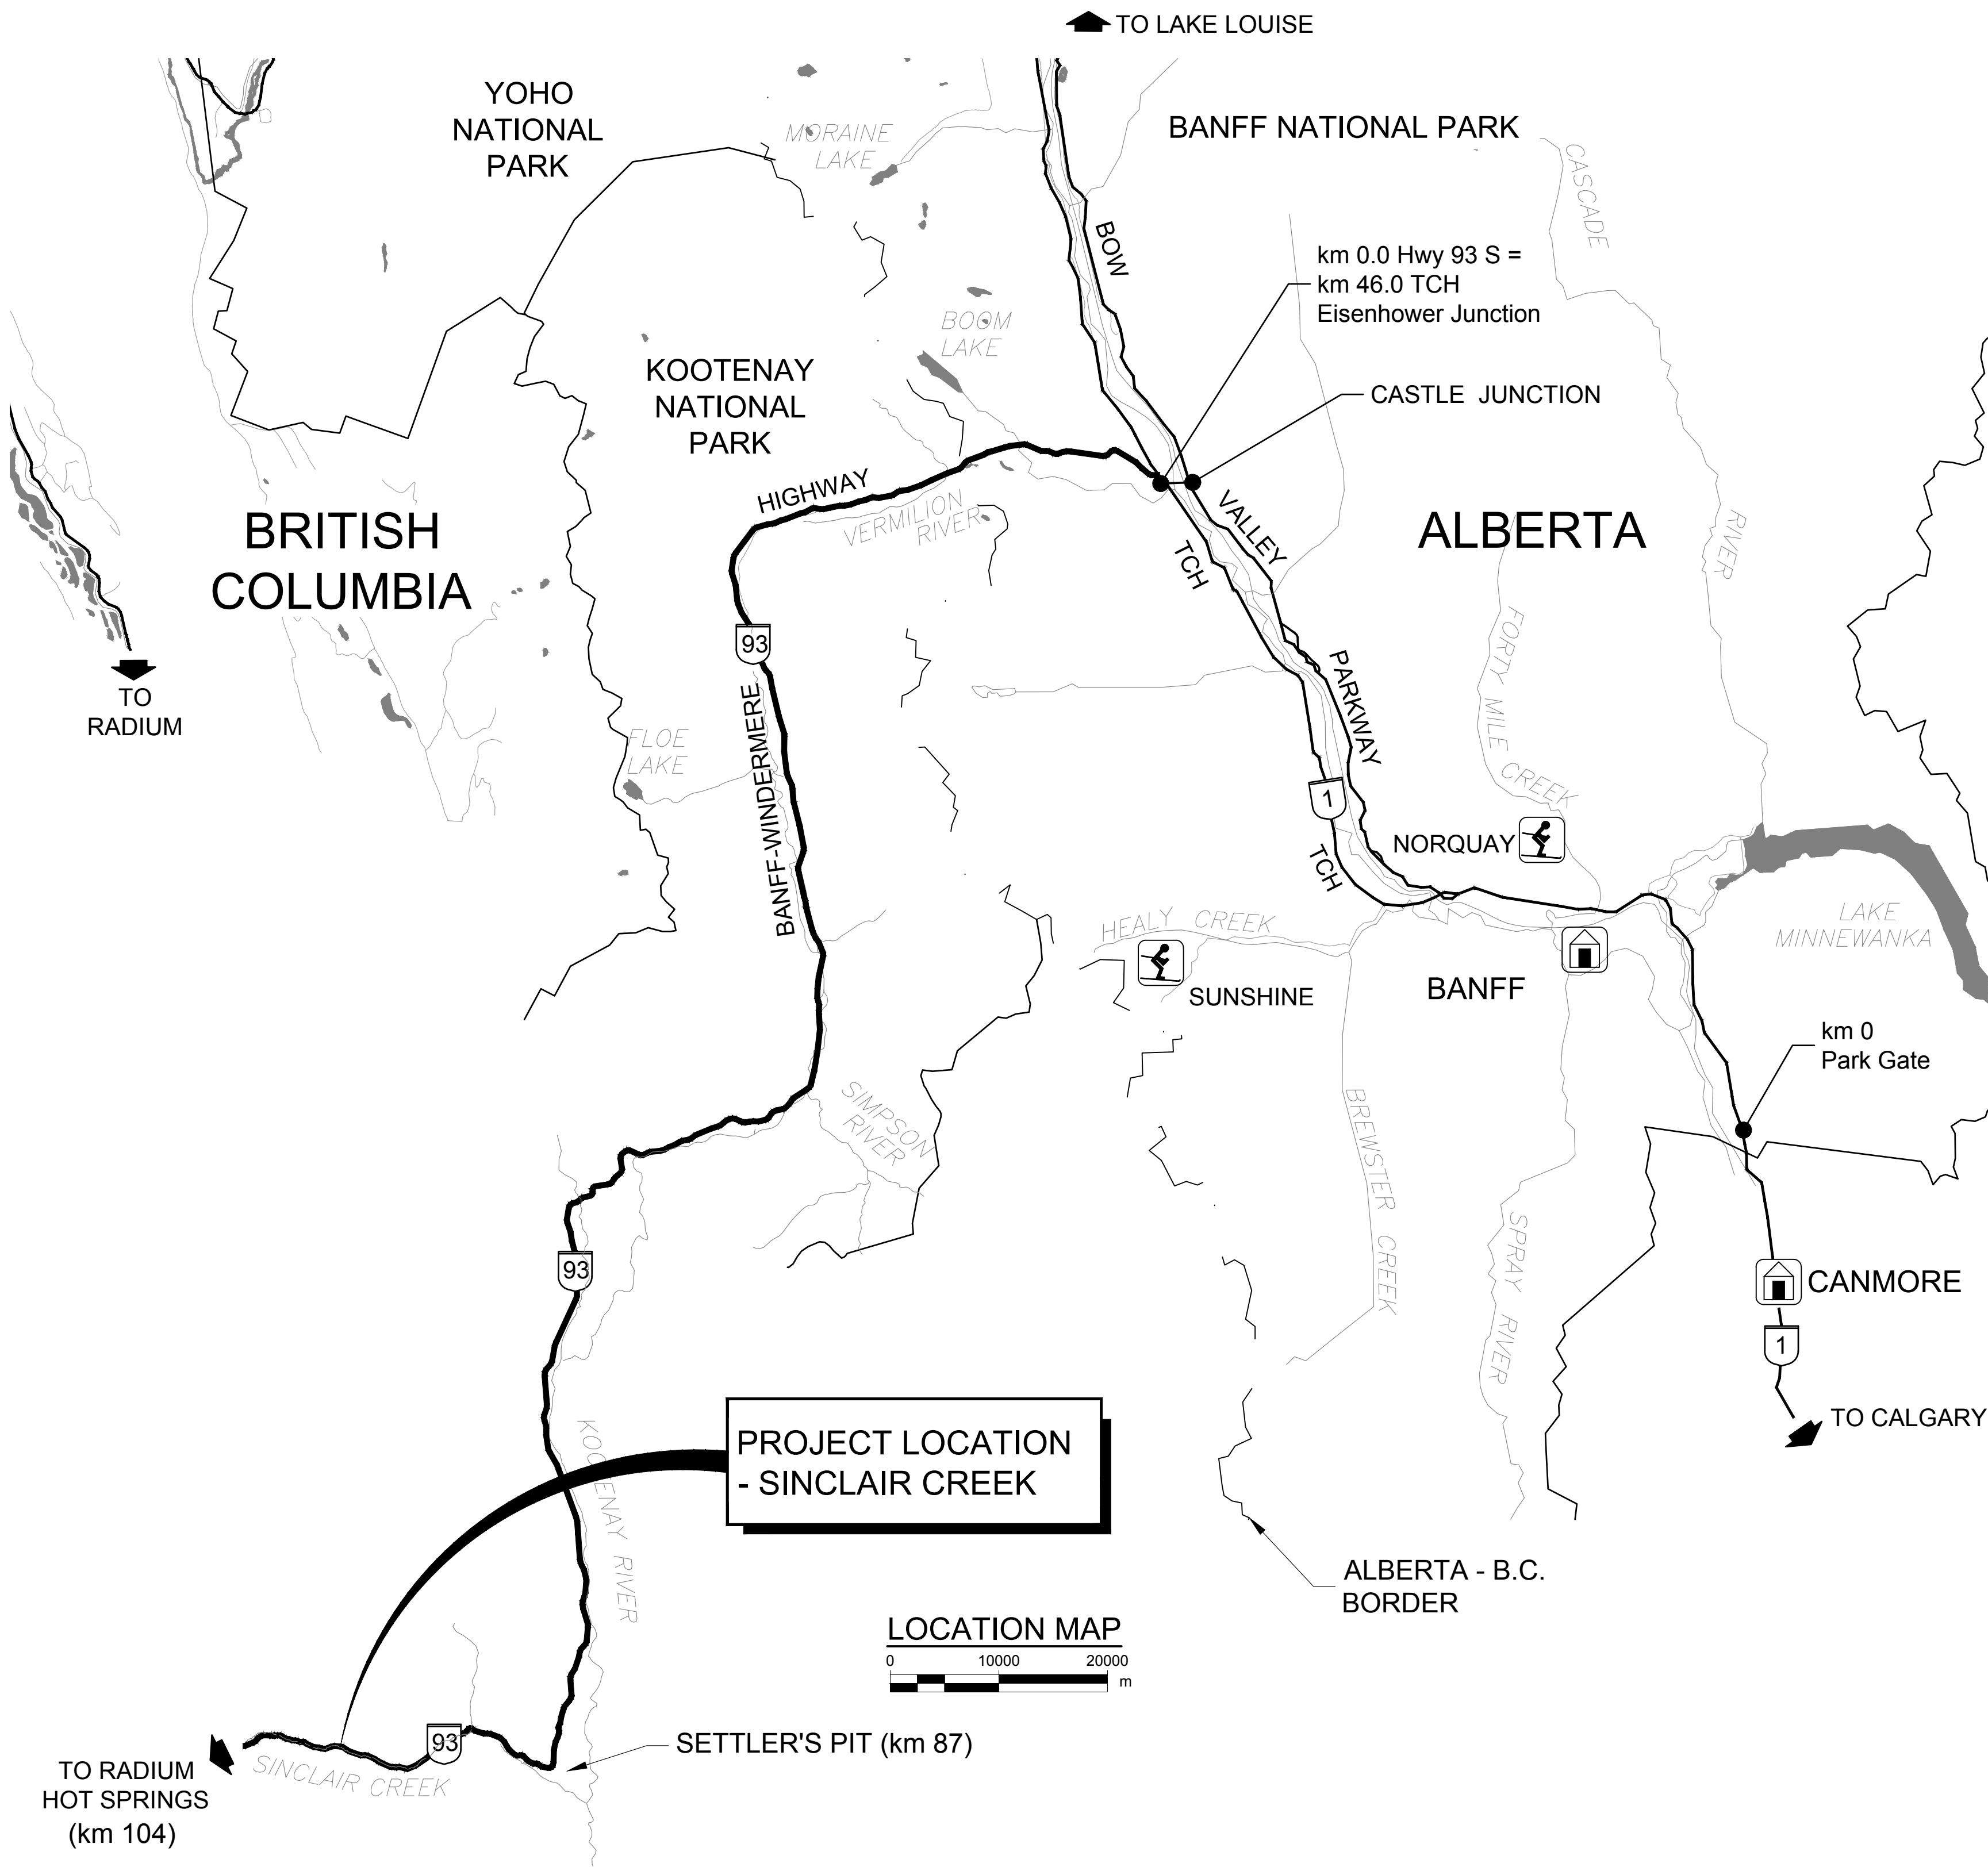 TO LAKE LOUISE
YOHO
NATIONAL
PARK
MORAINE
LAKE
BANFF NATIONAL PARK
CASCADE
RIVER
BOW
VALLEY
PARKWAY
km 0.0 Hwy 93 S =
km 46.0 TCH
Eisenhower Junction
BOOM
LAKE
CASTLE JUNCTION
KOOTENAY
NATIONAL
PARK
HIGHWAY
VERMILION
RIVER
BRITISH
COLUMBIA
ALBERTA
TCH
93
TO
RADIUM
FORTY MILE CREEK
FLOE
LAKE
BANFF-WINDERMERE
1
TCH
NORQUAY
LAKE
MINNEWANKA
HEALY CREEK
SUNSHINE
BANFF
km 0
Park Gate
SIMPSON
RIVER
BREWSTER CREEK
SPRAY RIVER
93
CANMORE
1
TO CALGARY
KOOTENAY RIVER
PROJECT LOCATION
- SINCLAIR CREEK
ALBERTA - B.C.
BORDER
LOCATION MAP
0 10000 20000
m
SETTLER'S PIT (km 87)
93
SINCLAIR CREEK
TO RADIUM
HOT SPRINGS
(km 104)